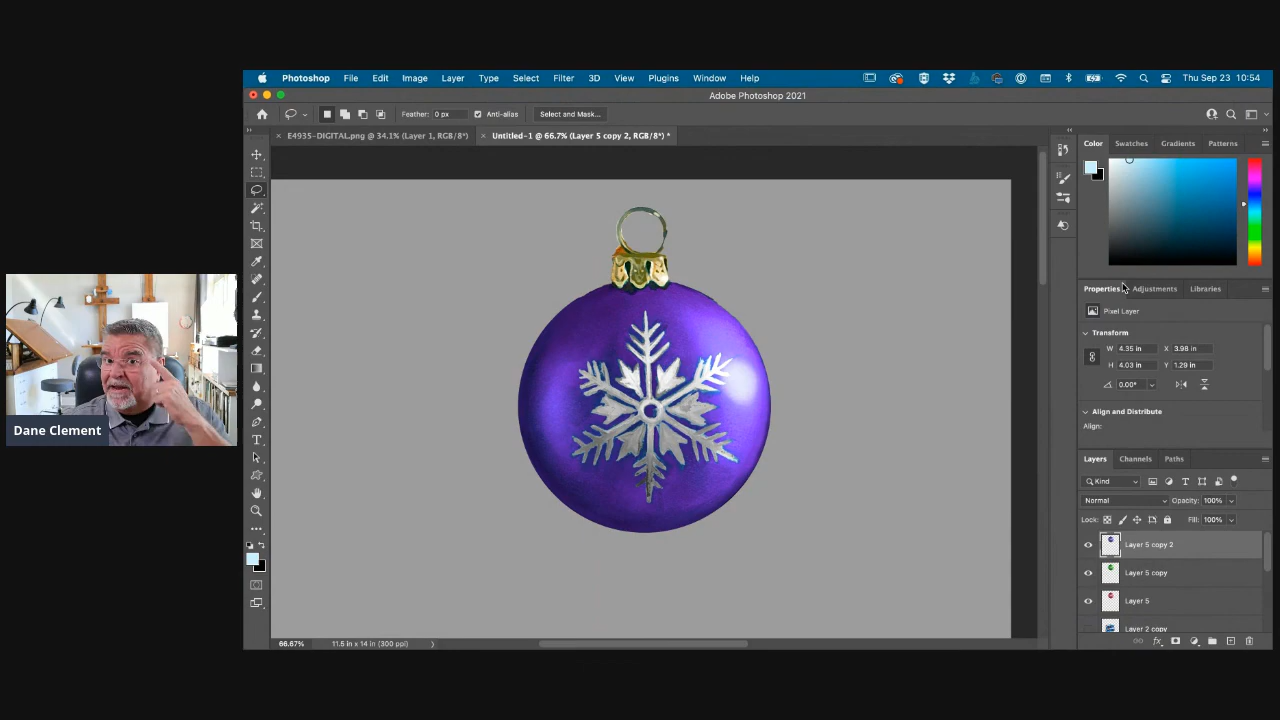 Photoshop File Edit Image Layer Type Select Filter 3D View Plugins Window Help Thu Sep 23 10:54
Adobe Photoshop 2021
Feather: 0 px Anti-alias Select and Mask...
E4935-DIGITAL.png @ 34.1% (Layer 1, RGB/8*) Untitled-1 @ 66.7% (Layer 5 copy 2, RGB/8*) *
Color Swatches Gradients Patterns
Properties Adjustments Libraries
Pixel Layer
Transform
W 4.35 in X 3.98 in
H 4.03 in Y 1.29 in
0.00°
Align and Distribute
Align:
Dane Clement
Layers Channels Paths
Kind
Normal Opacity: 100%
Lock: Fill: 100%
Layer 5 copy 2
Layer 5 copy
Layer 5
Layer 2 copy
66.67% 11.5 in x 14 in (300 ppi)